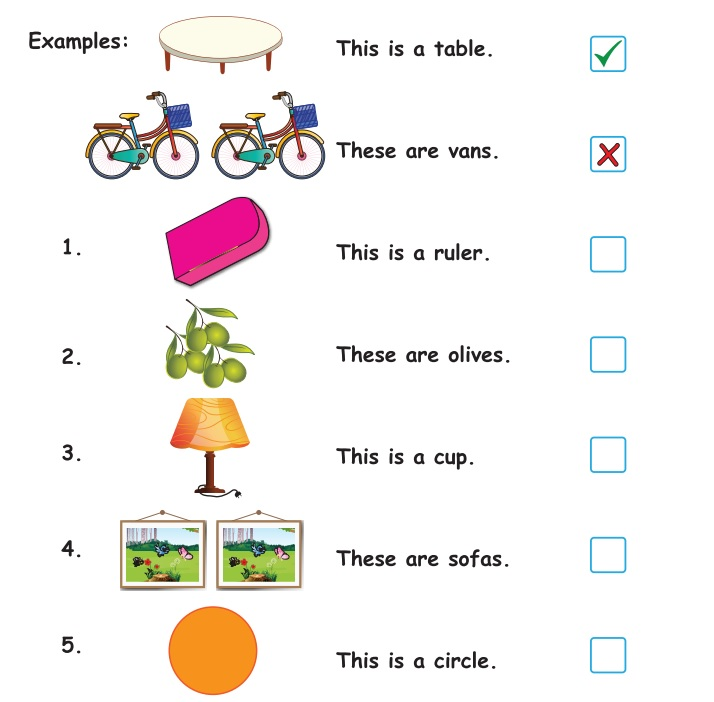 Examples: This is a table.
These are vans.
1. This is a ruler.
2. These are olives.
3. This is a cup.
4. These are sofas.
5. This is a circle.